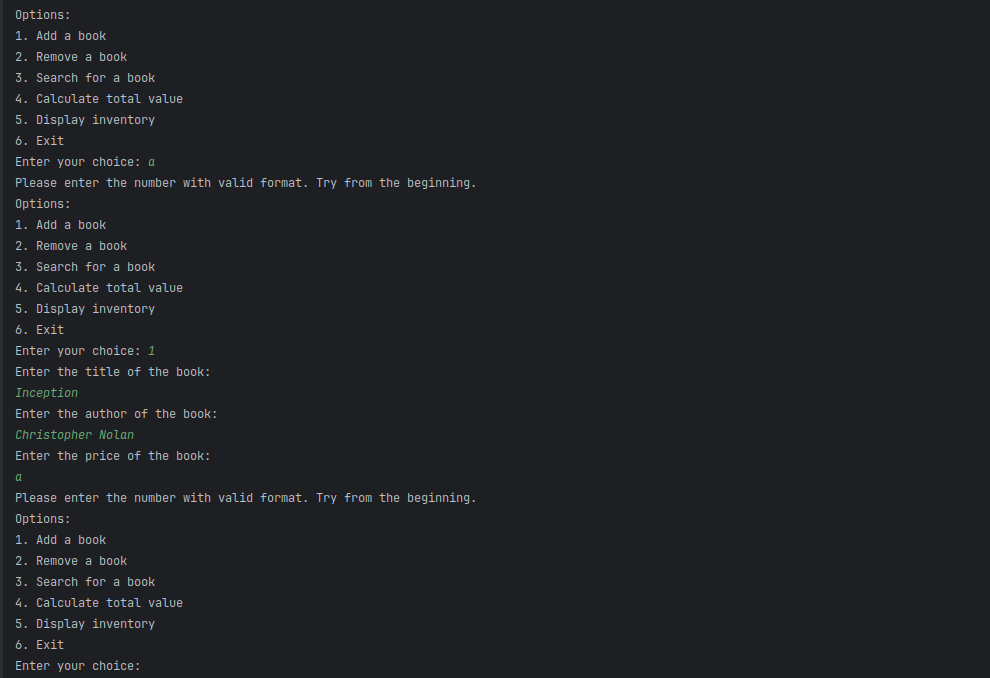 Options:
1. Add a book
2. Remove a book
3. Search for a book
4. Calculate total value
5. Display inventory
6. Exit
Enter your choice: a
Please enter the number with valid format. Try from the beginning.
Options:
1. Add a book
2. Remove a book
3. Search for a book
4. Calculate total value
5. Display inventory
6. Exit
Enter your choice: 1
Enter the title of the book:
Inception
Enter the author of the book:
Christopher Nolan
Enter the price of the book:
a
Please enter the number with valid format. Try from the beginning.
Options:
1. Add a book
2. Remove a book
3. Search for a book
4. Calculate total value
5. Display inventory
6. Exit
Enter your choice: